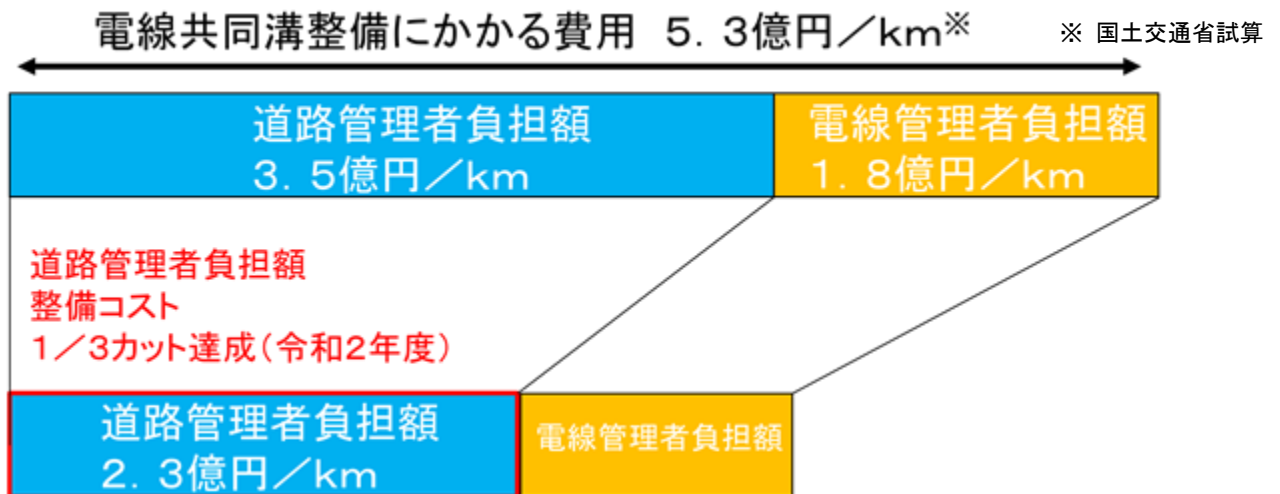 電線共同溝整備にかかる費用 5.3億円/km※
※ 国土交通省試算
道路管理者負担額
3.5億円/km
電線管理者負担額
1.8億円/km
道路管理者負担額
整備コスト
1/3カット達成(令和2年度)
道路管理者負担額
2.3億円/km
電線管理者負担額